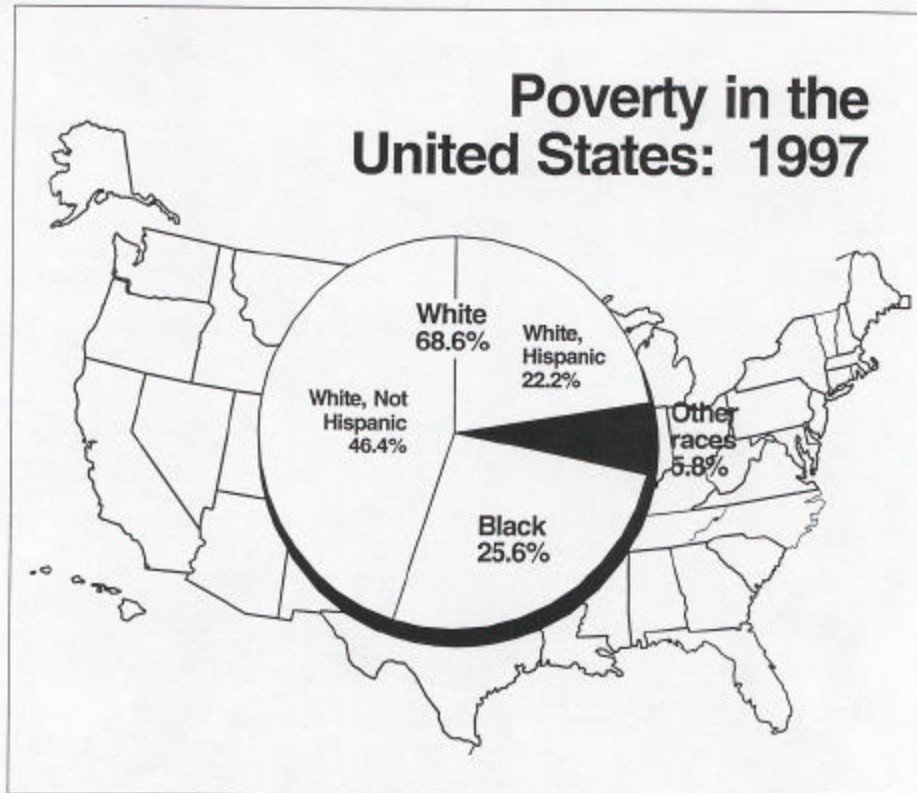 Poverty in the
United States: 1997
White
68.6%
White,
Hispanic
22.2%
White, Not
Hispanic
46.4%
Other
races
5.8%
Black
25.6%